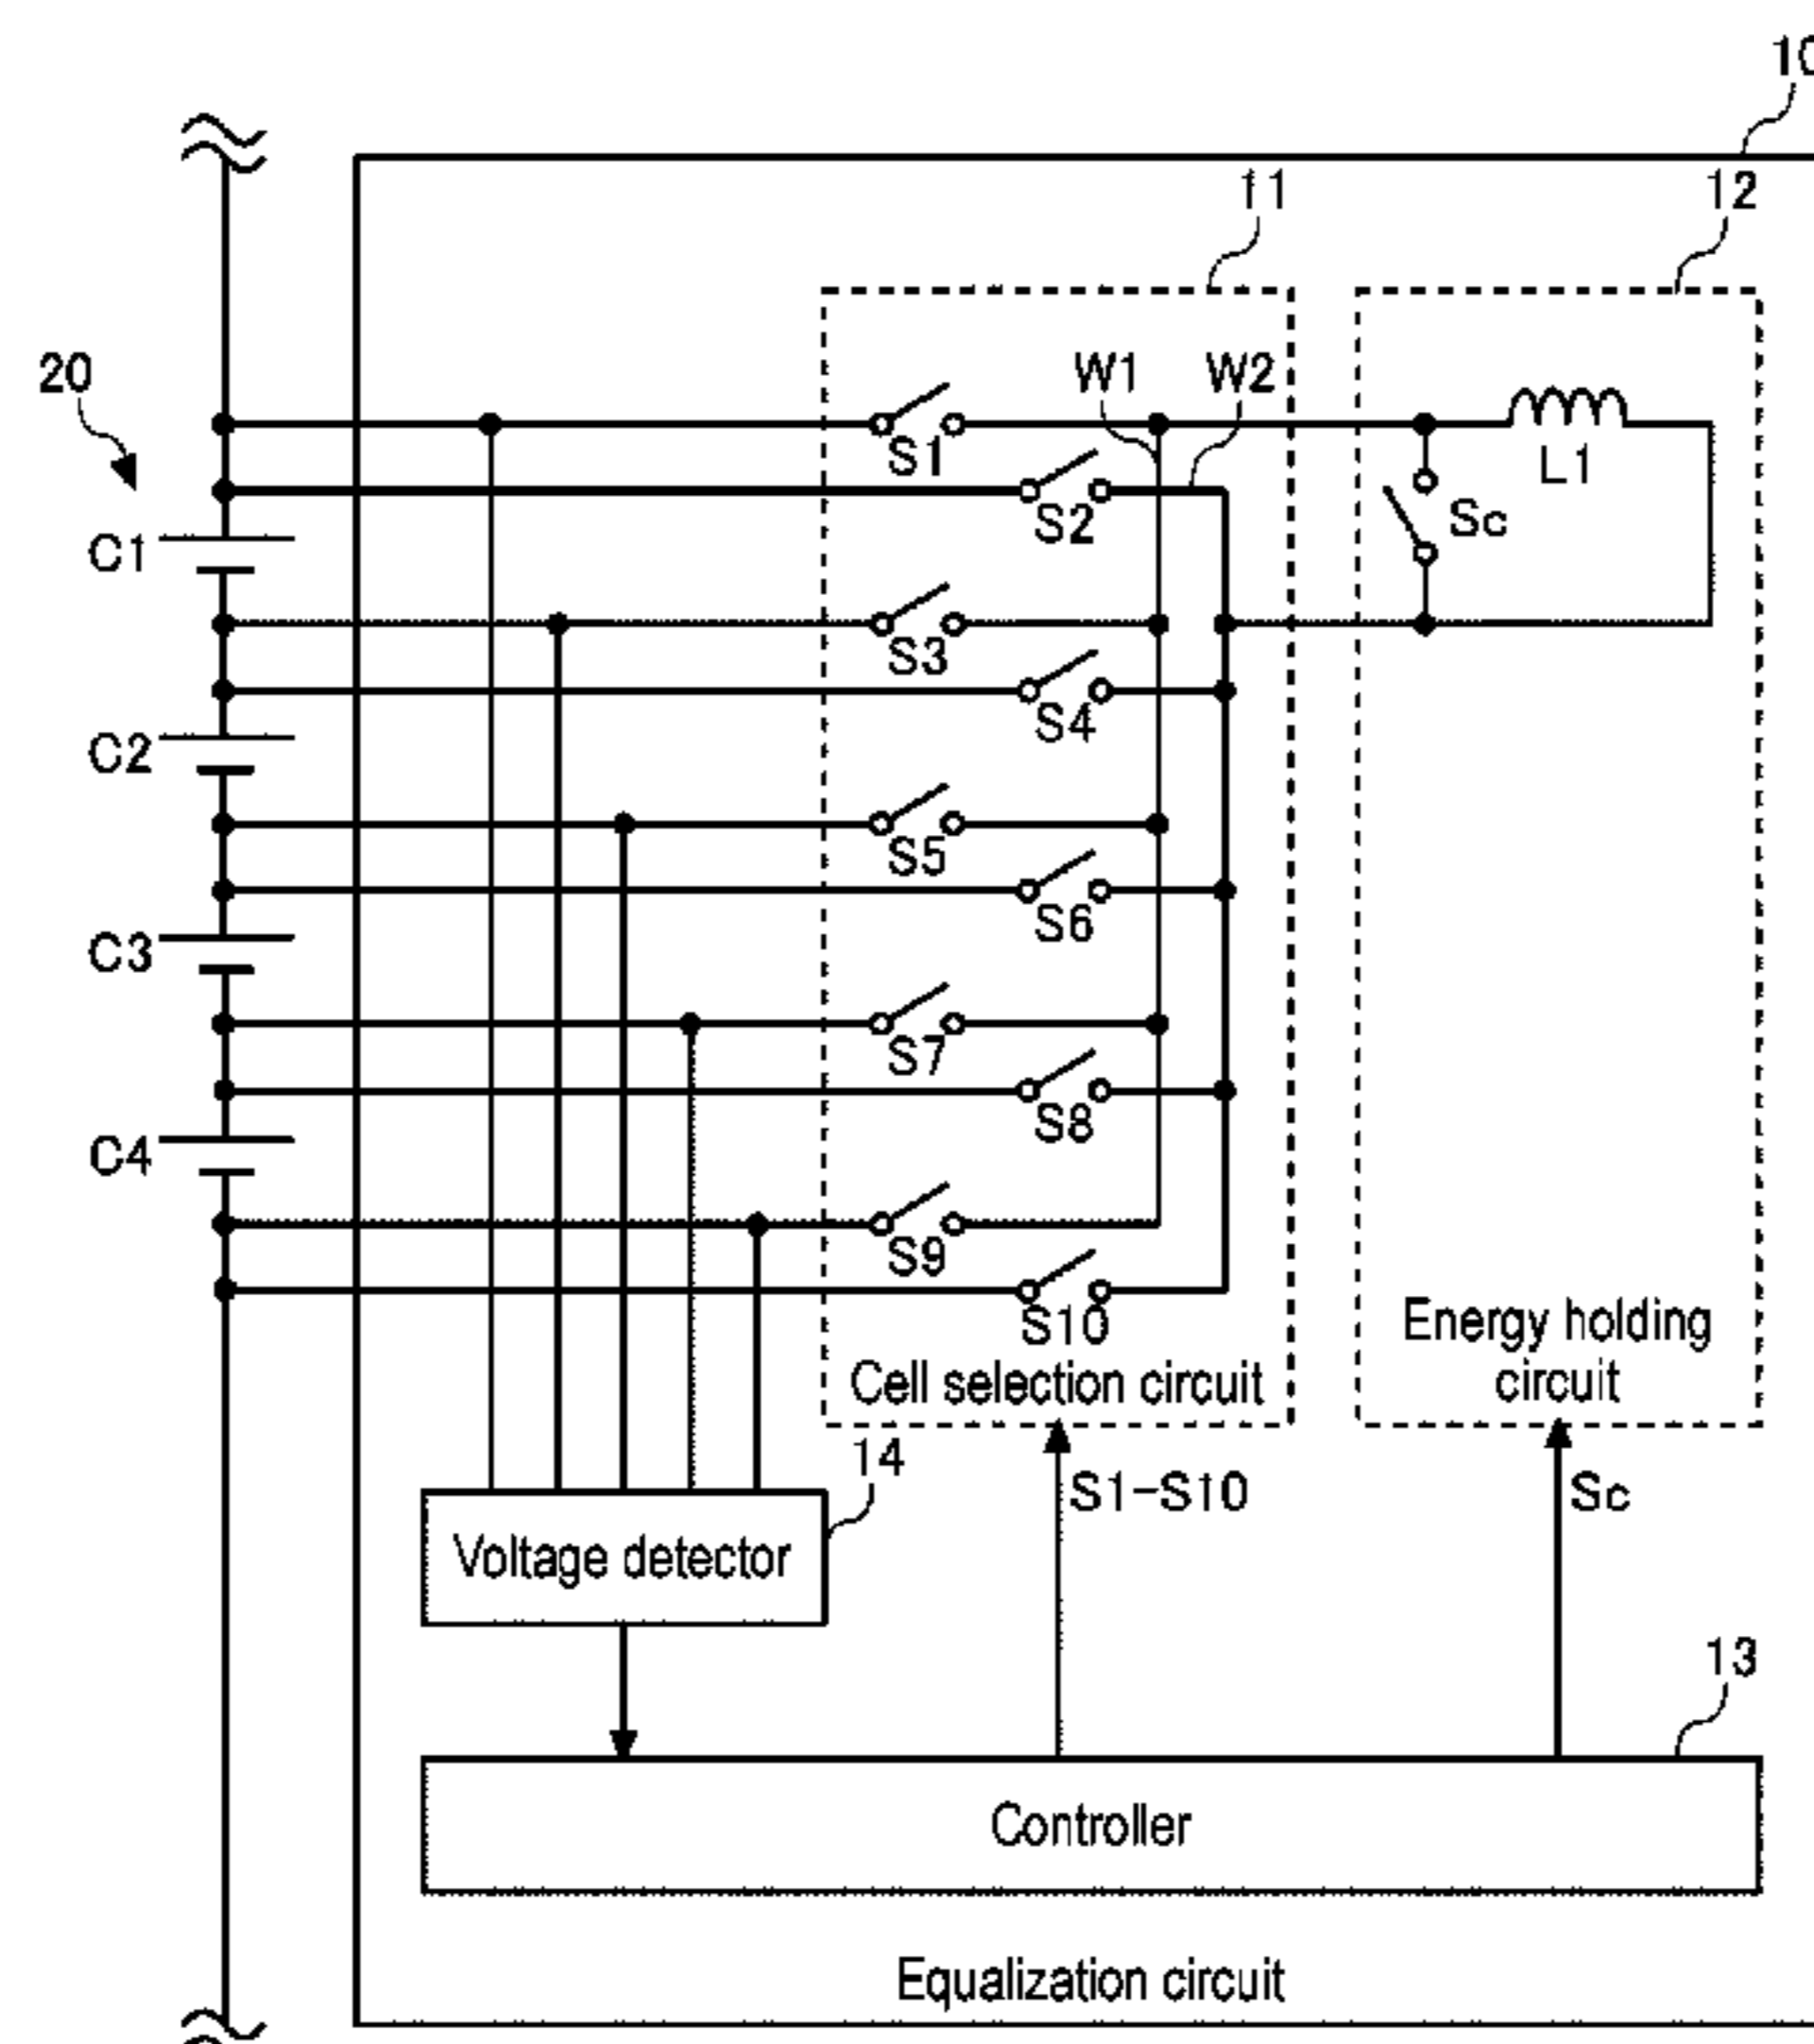 10
11
12
20
W1
W2
S1
L1
S2
Sc
C1
S3
S4
C2
S5
S6
C3
S7
S8
C4
S9
S10
Energy holding
circuit
Cell selection circuit
14
S1-S10
Sc
Voltage detector
13
Controller
Equalization circuit